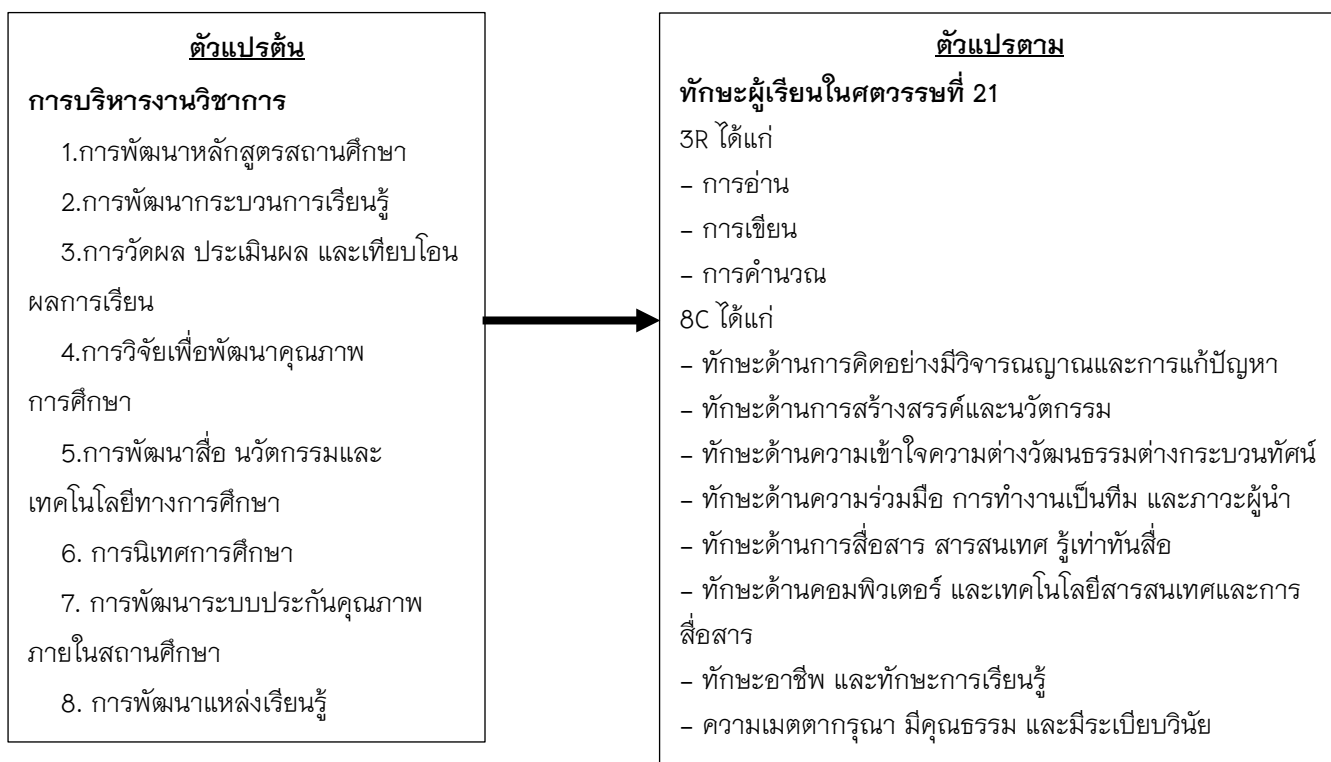 ตัวแปรต้น
การบริหารงานวิชาการ
1.การพัฒนาหลักสูตรสถานศึกษา
2.การพัฒนากระบวนการเรียนรู้
3.การวัดผล ประเมินผล และเทียบโอน
ผลการเรียน
4.การวิจัยเพื่อพัฒนาคุณภาพ
การศึกษา
5.การพัฒนาสื่อ นวัตกรรมและ
เทคโนโลยีทางการศึกษา
6. การนิเทศการศึกษา
7. การพัฒนาระบบประกันคุณภาพ
ภายในสถานศึกษา
8. การพัฒนาแหล่งเรียนรู้
ตัวแปรตาม
ทักษะผู้เรียนในศตวรรษที่ 21
3R ได้แก่
– การอ่าน
– การเขียน
– การคำนวณ
8C ได้แก่
– ทักษะด้านการคิดอย่างมีวิจารณญาณและการแก้ปัญหา
– ทักษะด้านการสร้างสรรค์และนวัตกรรม
– ทักษะด้านความเข้าใจความต่างวัฒนธรรมต่างกระบวนทัศน์
– ทักษะด้านความร่วมมือ การทำงานเป็นทีม และภาวะผู้นำ
– ทักษะด้านการสื่อสาร สารสนเทศ รู้เท่าทันสื่อ
– ทักษะด้านคอมพิวเตอร์ และเทคโนโลยีสารสนเทศและการ
สื่อสาร
– ทักษะอาชีพ และทักษะการเรียนรู้
– ความเมตตากรุณา มีคุณธรรม และมีระเบียบวินัย